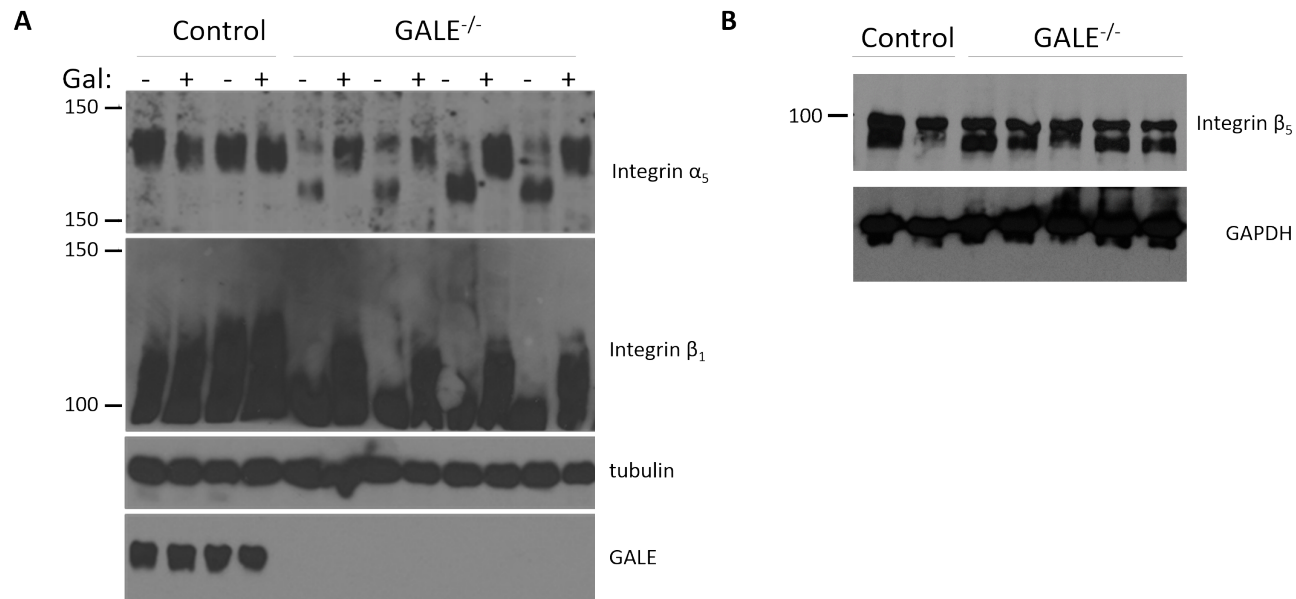 A
Control GALE-/-
Gal: - + - + - + - + - + - +
150
Integrin α5
150
150
Integrin β1
100
tubulin
GALE
B
Control GALE-/-
100
Integrin β5
GAPDH